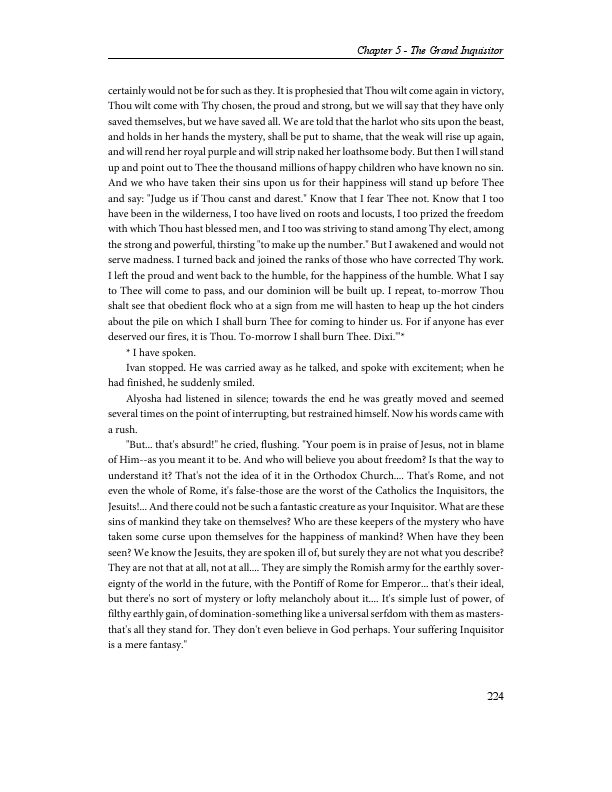 Chapter 5 - The Grand Inquisitor
certainly would not be for such as they. It is prophesied that Thou wilt come again in victory,
Thou wilt come with Thy chosen, the proud and strong, but we will say that they have only
saved themselves, but we have saved all. We are told that the harlot who sits upon the beast,
and holds in her hands the mystery, shall be put to shame, that the weak will rise up again,
and will rend her royal purple and will strip naked her loathsome body. But then I will stand
up and point out to Thee the thousand millions of happy children who have known no sin.
And we who have taken their sins upon us for their happiness will stand up before Thee
and say: "Judge us if Thou canst and darest." Know that I fear Thee not. Know that I too
have been in the wilderness, I too have lived on roots and locusts, I too prized the freedom
with which Thou hast blessed men, and I too was striving to stand among Thy elect, among
the strong and powerful, thirsting "to make up the number." But I awakened and would not
serve madness. I turned back and joined the ranks of those who have corrected Thy work.
I left the proud and went back to the humble, for the happiness of the humble. What I say
to Thee will come to pass, and our dominion will be built up. I repeat, to-morrow Thou
shalt see that obedient flock who at a sign from me will hasten to heap up the hot cinders
about the pile on which I shall burn Thee for coming to hinder us. For if anyone has ever
deserved our fires, it is Thou. To-morrow I shall burn Thee. Dixi.'"*
* I have spoken.
Ivan stopped. He was carried away as he talked, and spoke with excitement; when he
had finished, he suddenly smiled.
Alyosha had listened in silence; towards the end he was greatly moved and seemed
several times on the point of interrupting, but restrained himself. Now his words came with
a rush.
"But... that's absurd!" he cried, flushing. "Your poem is in praise of Jesus, not in blame
of Him--as you meant it to be. And who will believe you about freedom? Is that the way to
understand it? That's not the idea of it in the Orthodox Church.... That's Rome, and not
even the whole of Rome, it's false-those are the worst of the Catholics the Inquisitors, the
Jesuits!... And there could not be such a fantastic creature as your Inquisitor. What are these
sins of mankind they take on themselves? Who are these keepers of the mystery who have
taken some curse upon themselves for the happiness of mankind? When have they been
seen? We know the Jesuits, they are spoken ill of, but surely they are not what you describe?
They are not that at all, not at all.... They are simply the Romish army for the earthly sover-
eignty of the world in the future, with the Pontiff of Rome for Emperor... that's their ideal,
but there's no sort of mystery or lofty melancholy about it.... It's simple lust of power, of
filthy earthly gain, of domination-something like a universal serfdom with them as masters-
that's all they stand for. They don't even believe in God perhaps. Your suffering Inquisitor
is a mere fantasy."
224